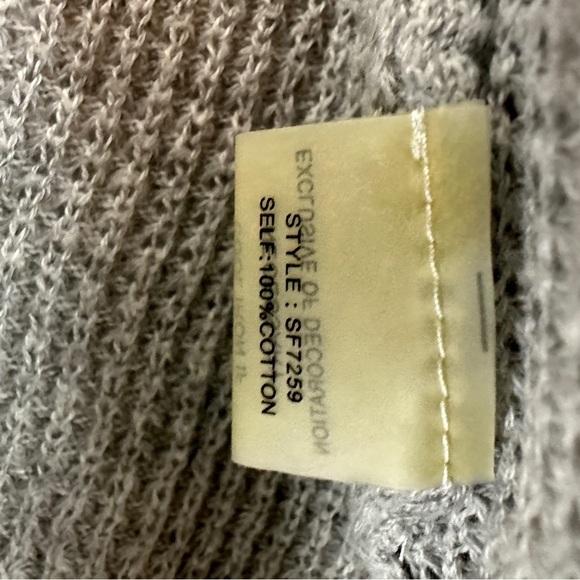 STYLE : SF7259
SELF:100%COTTON
EXCLUSIVE OF DECORATION